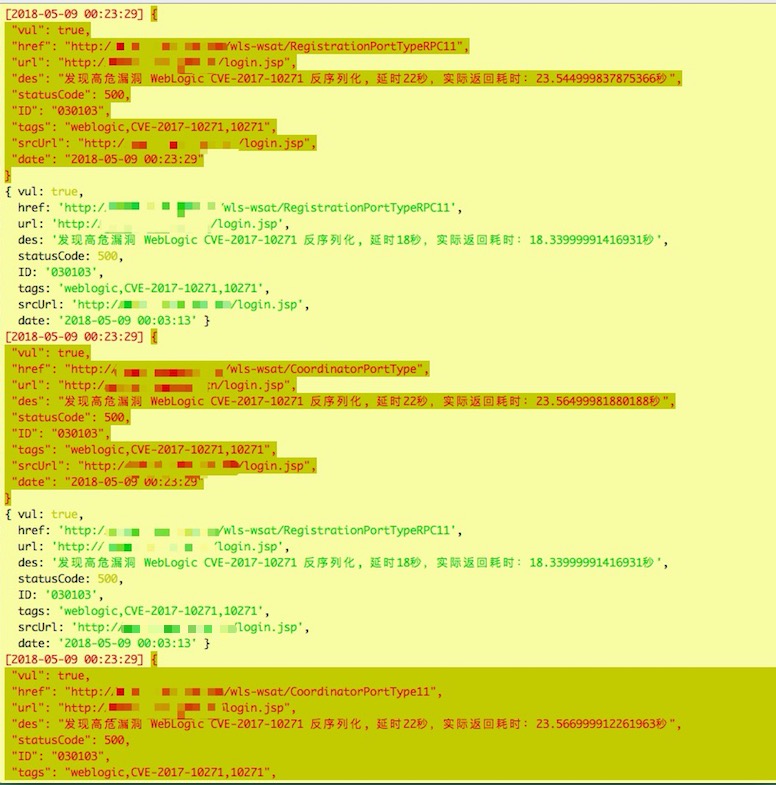 [2018-05-09 00:23:29] {
"vul": true,
"href": "http:/ /wls-wsat/RegistrationPortTypeRPC11",
"url": "http:/ /login.jsp",
"des": "发现高危漏洞 WebLogic CVE-2017-10271 反序列化, 延时22秒, 实际返回耗时: 23.544999837875366秒",
"statusCode": 500,
"ID": "030103",
"tags": "weblogic,CVE-2017-10271,10271",
"srcUrl": "http:/ /login.jsp",
"date": "2018-05-09 00:23:29"
}
{ vul: true,
href: 'http:/ 'wls-wsat/RegistrationPortTypeRPC11',
url: 'http:/ /login.jsp',
des: '发现高危漏洞 WebLogic CVE-2017-10271 反序列化, 延时18秒, 实际返回耗时: 18.33999991416931秒',
statusCode: 500,
ID: '030103',
tags: 'weblogic,CVE-2017-10271,10271',
srcUrl: 'http:/ /login.jsp',
date: '2018-05-09 00:03:13' }
[2018-05-09 00:23:29] {
"vul": true,
"href": "http:/ /wls-wsat/CoordinatorPortType",
"url": "http:/ n/login.jsp",
"des": "发现高危漏洞 WebLogic CVE-2017-10271 反序列化, 延时22秒, 实际返回耗时: 23.56499981880188秒",
"statusCode": 500,
"ID": "030103",
"tags": "weblogic,CVE-2017-10271,10271",
"srcUrl": "http:/ /login.jsp",
"date": "2018-05-09 00:23:29"
}
{ vul: true,
href: 'http:/ /wls-wsat/RegistrationPortTypeRPC11',
url: 'http:// login.jsp',
des: '发现高危漏洞 WebLogic CVE-2017-10271 反序列化, 延时18秒, 实际返回耗时: 18.33999991416931秒',
statusCode: 500,
ID: '030103',
tags: 'weblogic,CVE-2017-10271,10271',
srcUrl: 'http:/ /login.jsp',
date: '2018-05-09 00:03:13' }
[2018-05-09 00:23:29] {
"vul": true,
"href": "http:/ /wls-wsat/CoordinatorPortType11",
"url": "http:/ login.jsp",
"des": "发现高危漏洞 WebLogic CVE-2017-10271 反序列化, 延时22秒, 实际返回耗时: 23.566999912261963秒",
"statusCode": 500,
"ID": "030103",
"tags": "weblogic,CVE-2017-10271,10271",